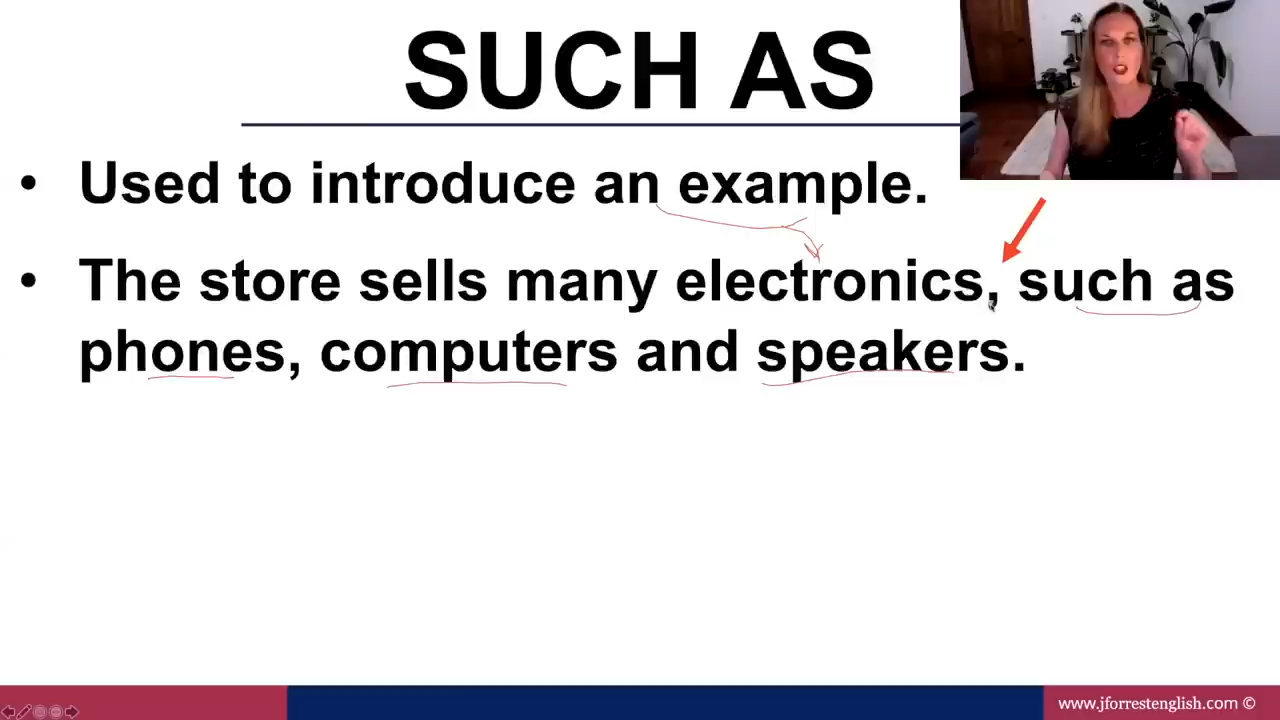 SUCH AS
• Used to introduce an example.
• The store sells many electronics, such as
phones, computers and speakers.
www.jforrestenglish.com ©